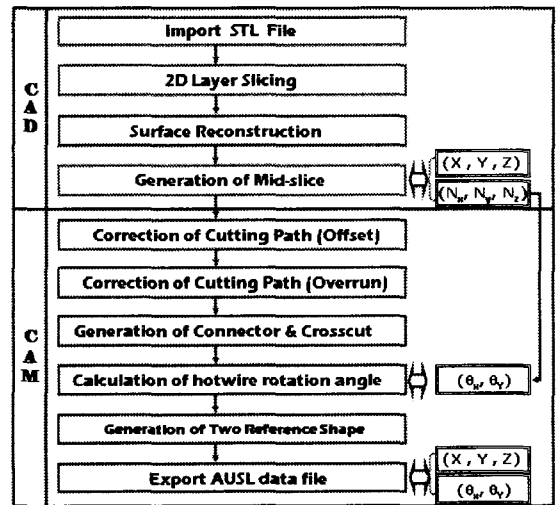 CAD
Import STL File
2D Layer Slicing
Surface Reconstruction
Generation of Mid-slice
(X, Y, Z)
(Nx, Ny, Nz)
CAM
Correction of Cutting Path (Offset)
Correction of Cutting Path (Overrun)
Generation of Connector & Crosscut
Calculation of hotwire rotation angle
(θx, θY)
Generation of Two Reference Shape
Export AUSL data file
(X, Y, Z)
(θx, θY)